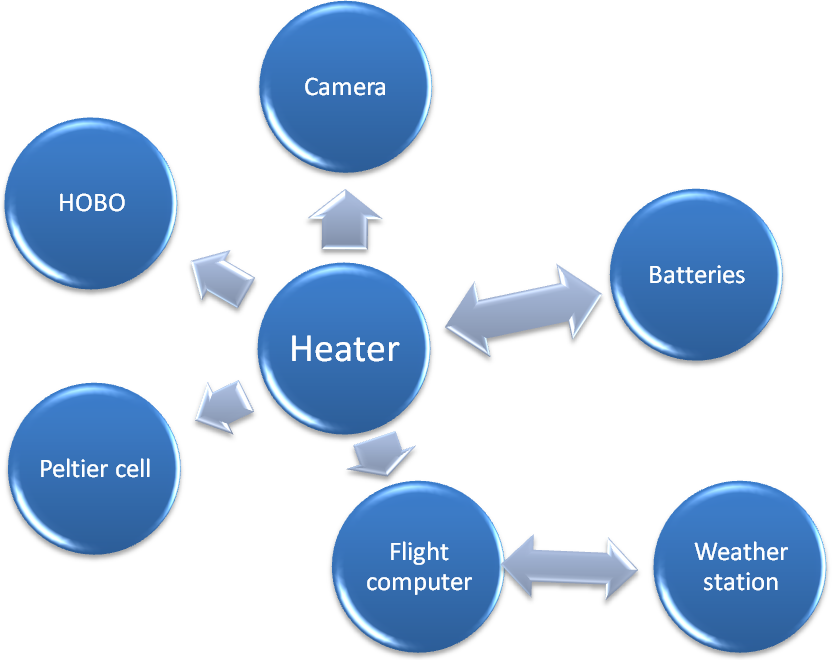 Camera
HOBO
Batteries
Heater
Peltier cell
Flight
computer
Weather
station